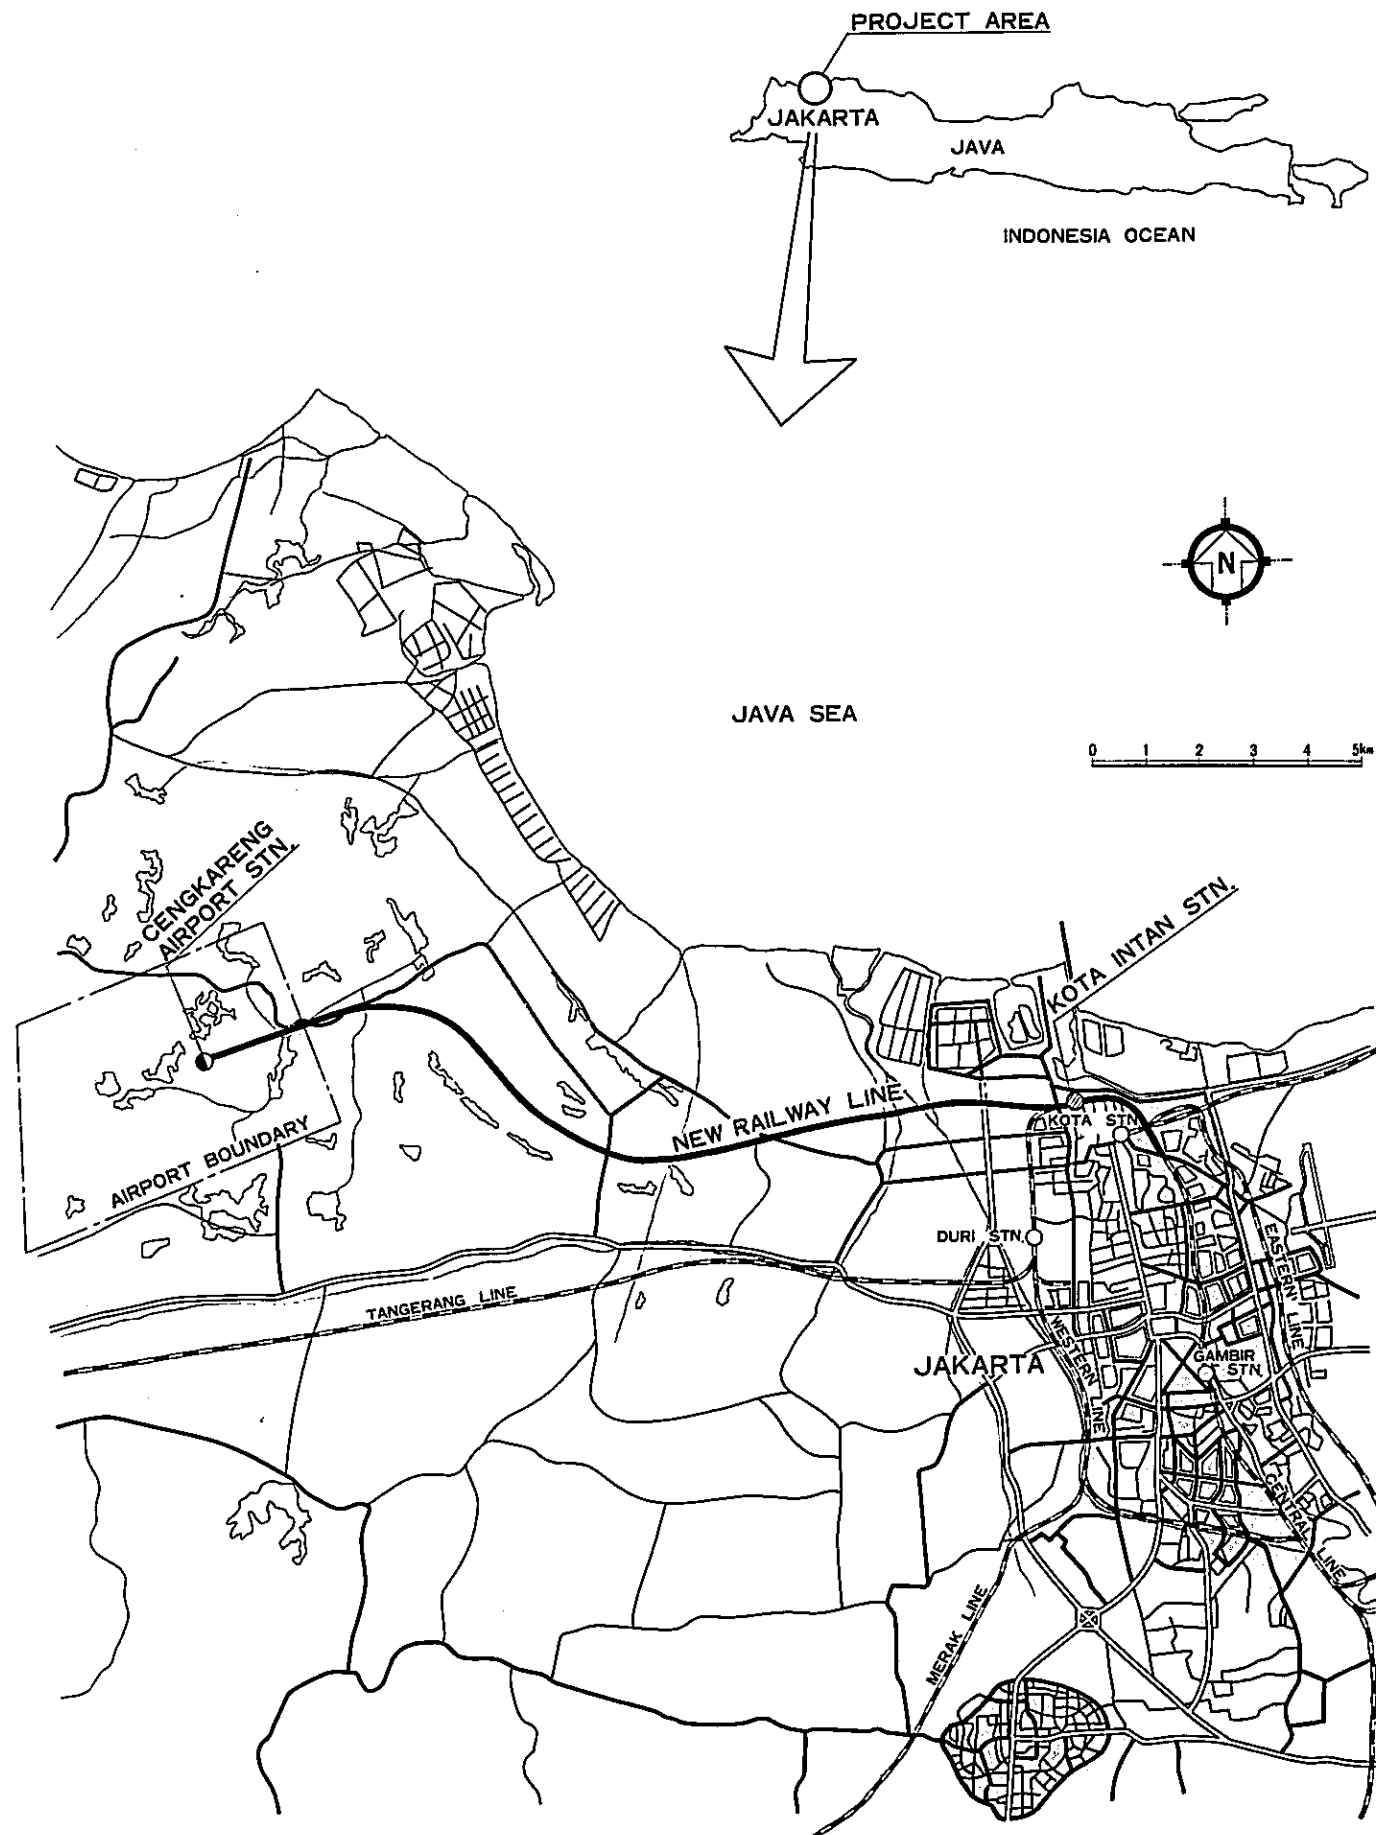 PROJECT AREA
JAKARTA
JAVA
INDONESIA OCEAN
N
JAVA SEA
0 1 2 3 4 5km
CENGKARENG
AIRPORT STN.
KOTA INTAN STN.
NEW RAILWAY LINE
KOTA STN
AIRPORT BOUNDARY
DURI STN.
EASTERN LINE
TANGERANG LINE
WESTERN LINE
JAKARTA
GAMBIR
STN.
CENTRAL LINE
MERAK LINE